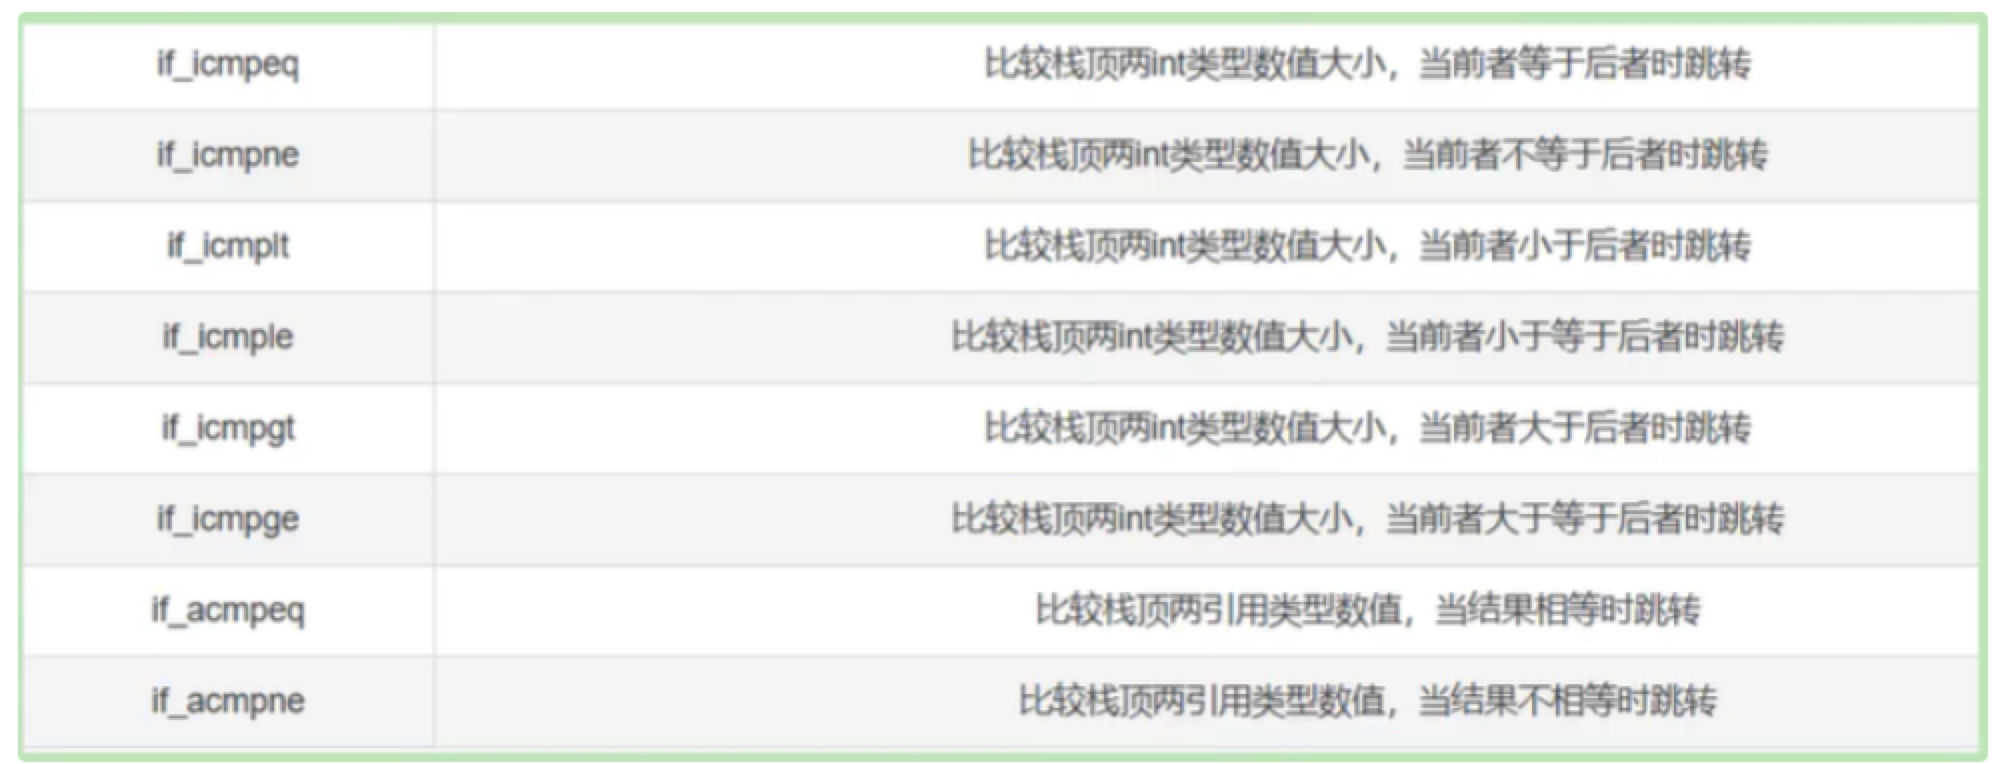 if_icmpeq 比较栈顶两int类型数值大小，当前者等于后者时跳转
if_icmpne 比较栈顶两int类型数值大小，当前者不等于后者时跳转
if_icmplt 比较栈顶两int类型数值大小，当前者小于后者时跳转
if_icmple 比较栈顶两int类型数值大小，当前者小于等于后者时跳转
if_icmpgt 比较栈顶两int类型数值大小，当前者大于后者时跳转
if_icmpge 比较栈顶两int类型数值大小，当前者大于等于后者时跳转
if_acmpeq 比较栈顶两引用类型数值，当结果相等时跳转
if_acmpne 比较栈顶两引用类型数值，当结果不相等时跳转